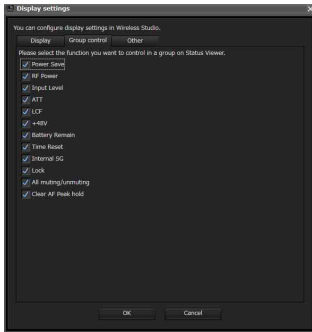 Display settings
You can configure display settings in Wireless Studio.
Display Group control Other
Please select the function you want to control in a group on Status Viewer.
Power Save
RF Power
Input Level
ATT
LCF
+48V
Battery Remain
Time Reset
Internal SG
Lock
All muting/unmuting
Clear AF Peak hold
OK Cancel